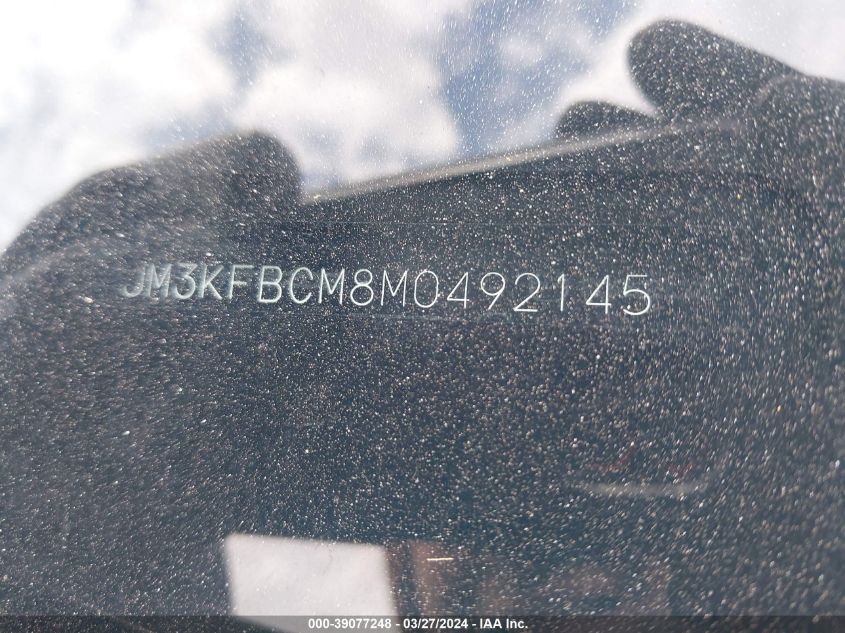 JM3KFBCM8M0492145
000-39077248 - 03/27/2024 - IAA, Inc.